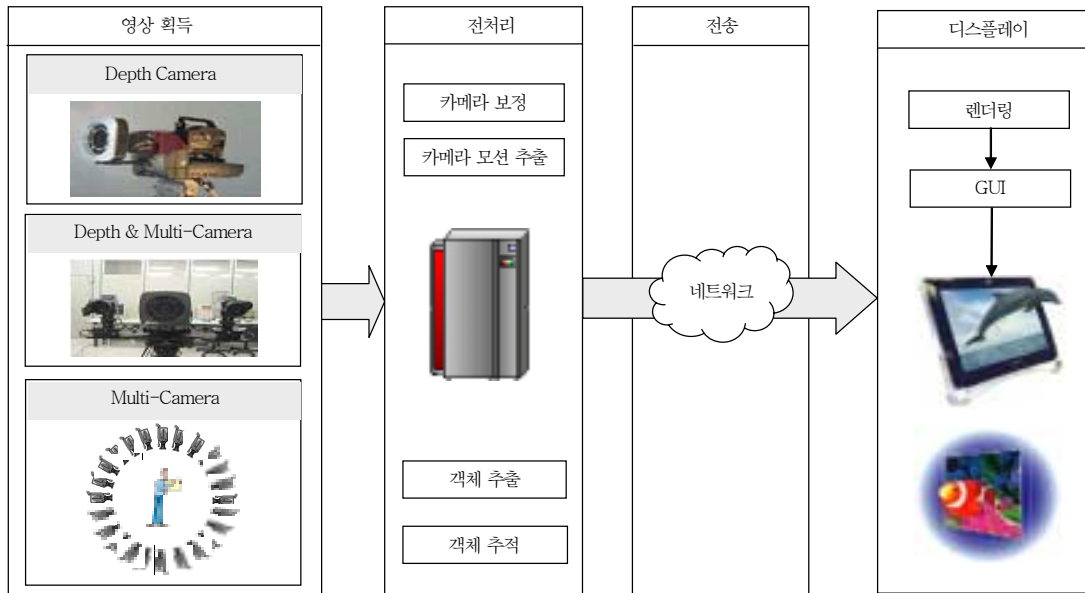 영상 획득
Depth Camera
Depth & Multi-Camera
Multi-Camera
전처리
카메라 보정
카메라 모션 추출
객체 추출
객체 추적
전송
네트워크
디스플레이
렌더링
GUI